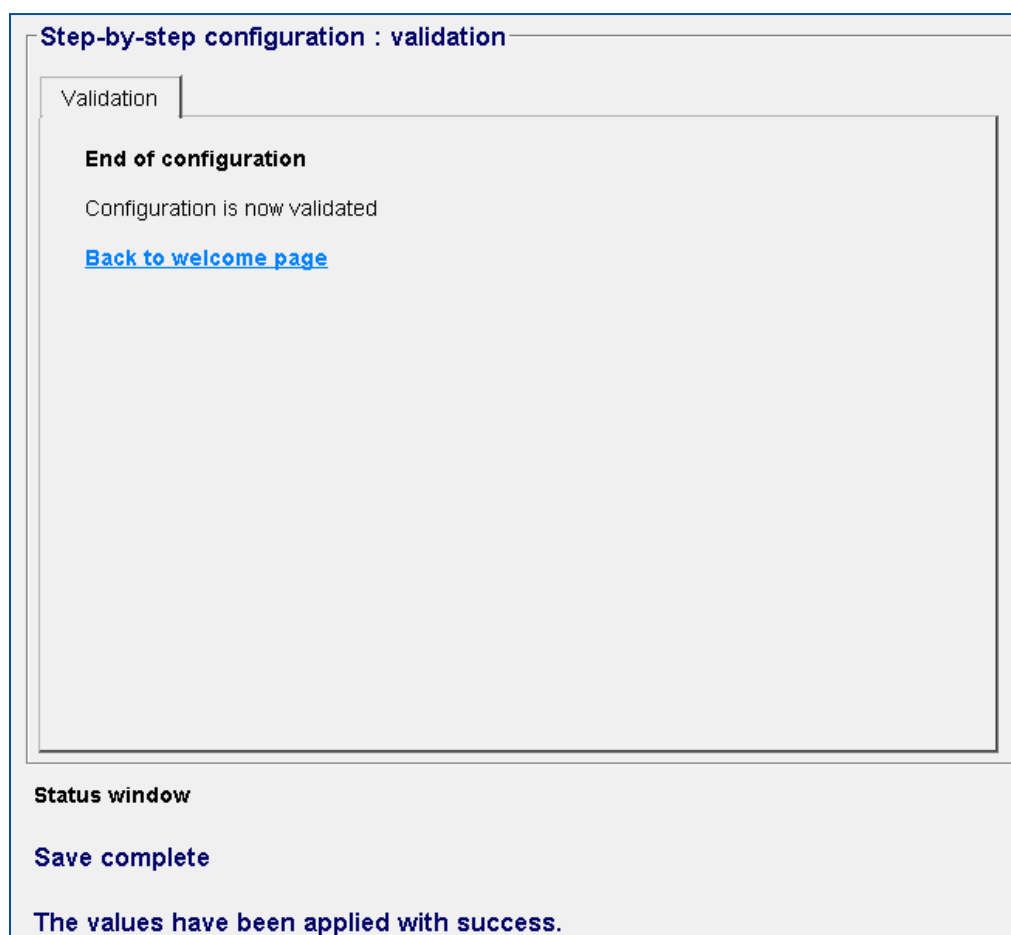 Step-by-step configuration : validation
Validation
End of configuration
Configuration is now validated
Back to welcome page
Status window
Save complete
The values have been applied with success.